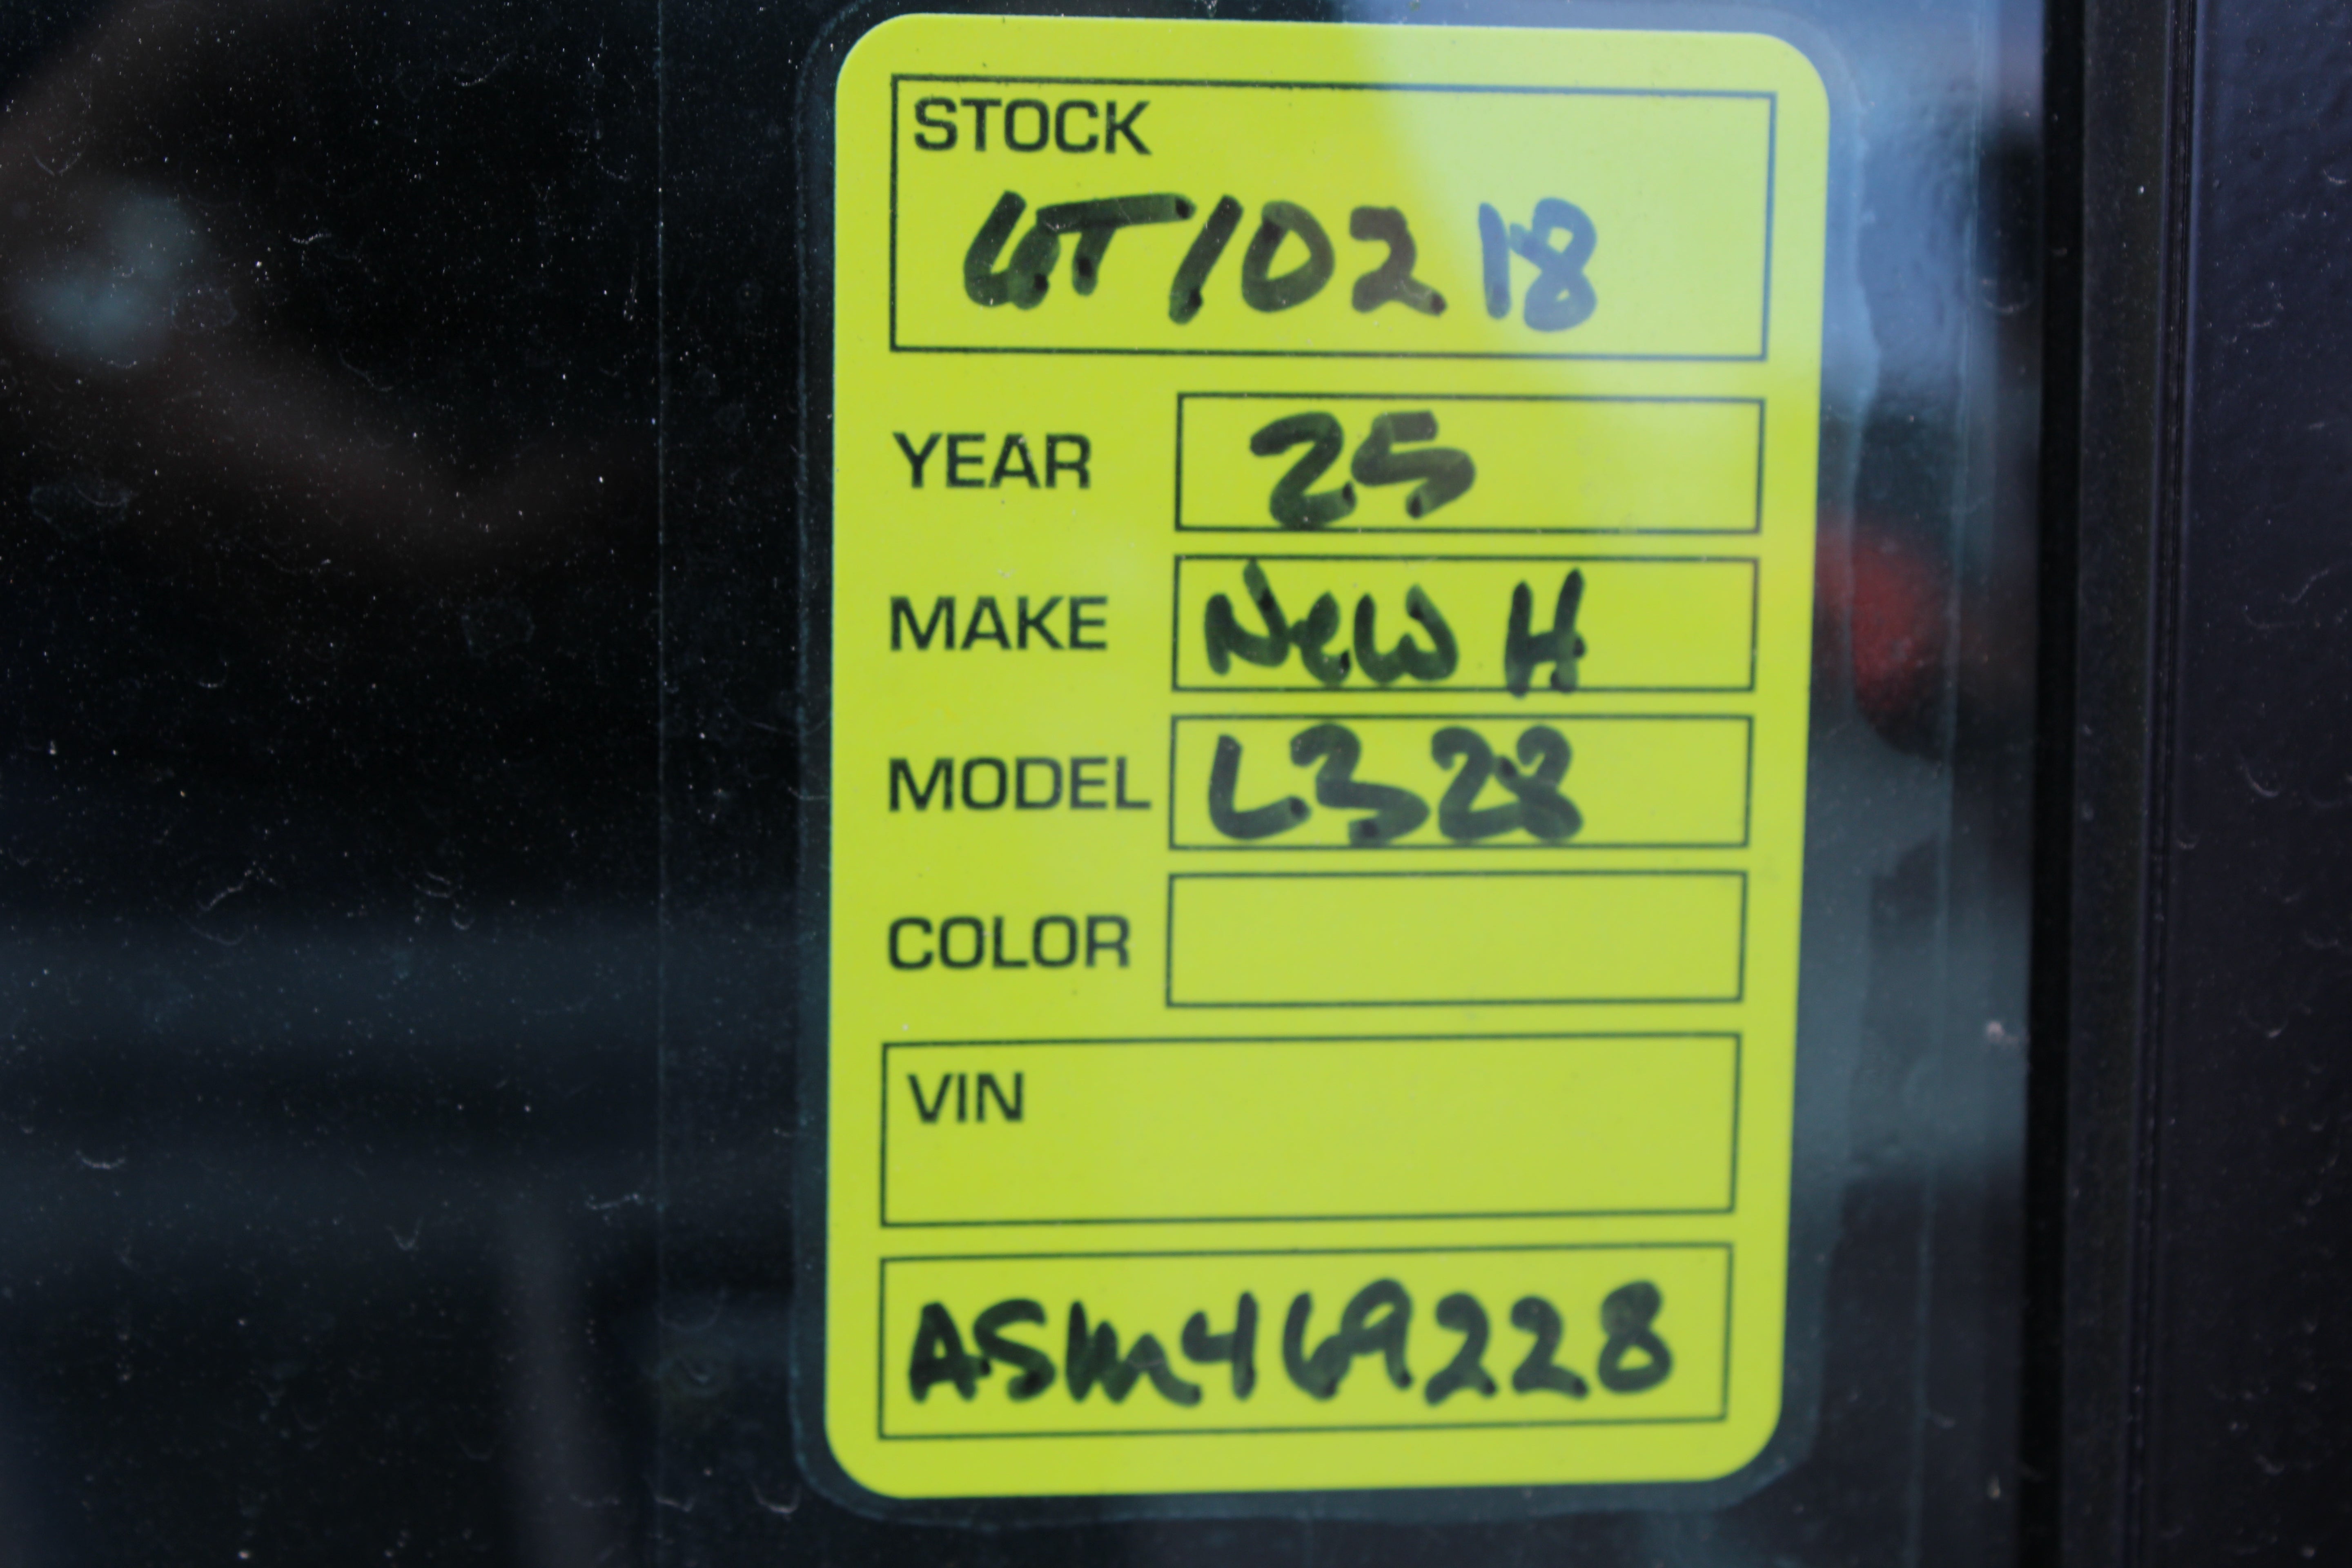 STOCK
UT10218
YEAR 25
MAKE New H
MODEL L328
COLOR
VIN
ASM469228